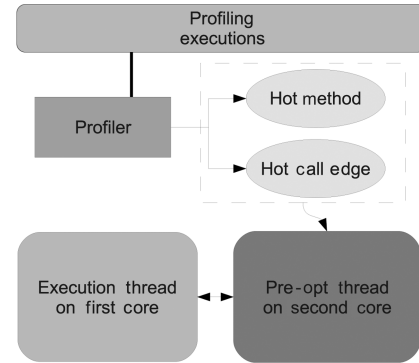 Profiling
executions
Profiler
Hot method
Hot call edge
Execution thread
on first core
Pre-opt thread
on second core